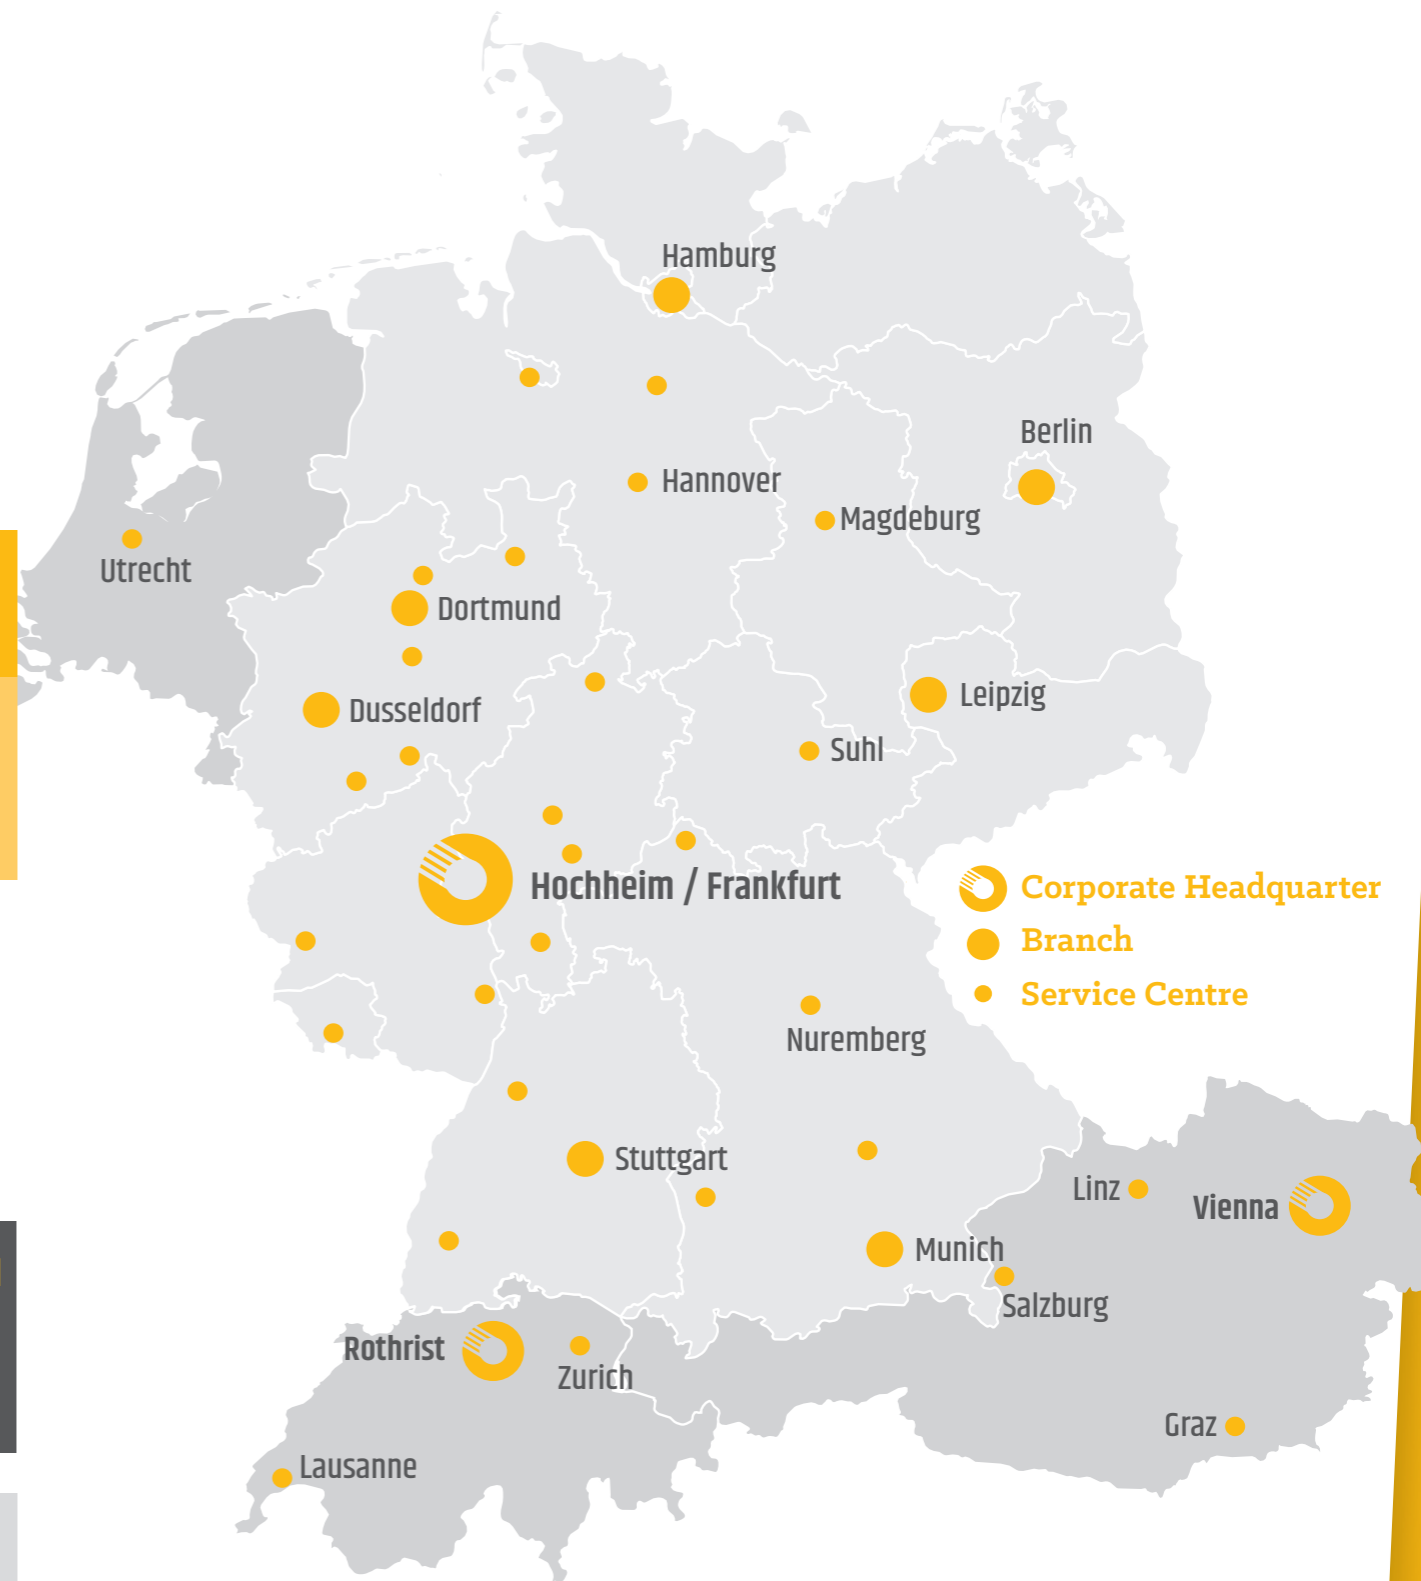 Hamburg
Berlin
Hannover
Magdeburg
Utrecht
Dortmund
Leipzig
Dusseldorf
Suhl
Hochheim / Frankfurt
Corporate Headquarter
Branch
Service Centre
Nuremberg
Stuttgart
Linz
Vienna
Munich
Salzburg
Rothrist
Zurich
Graz
Lausanne